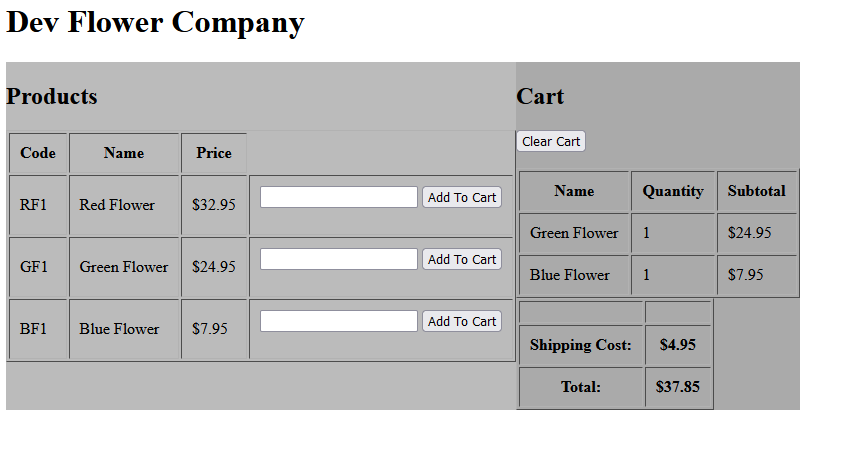 Dev Flower Company
Products
Code Name Price
RF1 Red Flower $32.95 Add To Cart
GF1 Green Flower $24.95 Add To Cart
BF1 Blue Flower $7.95 Add To Cart
Cart
Clear Cart
Name Quantity Subtotal
Green Flower 1 $24.95
Blue Flower 1 $7.95
Shipping Cost: $4.95
Total: $37.85